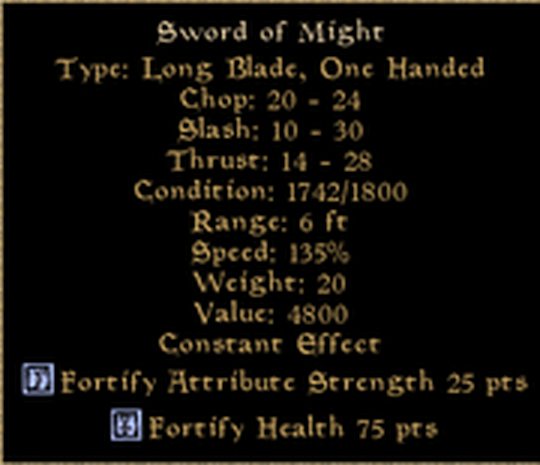 Sword of Might
Type: Long Blade, One Handed
Chop: 20 - 24
Slash: 10 - 30
Thrust: 14 - 28
Condition: 1742/1800
Range: 6 ft
Speed: 135%
Weight: 20
Value: 4800
Constant Effect
Fortify Attribute Strength 25 pts
Fortify Health 75 pts